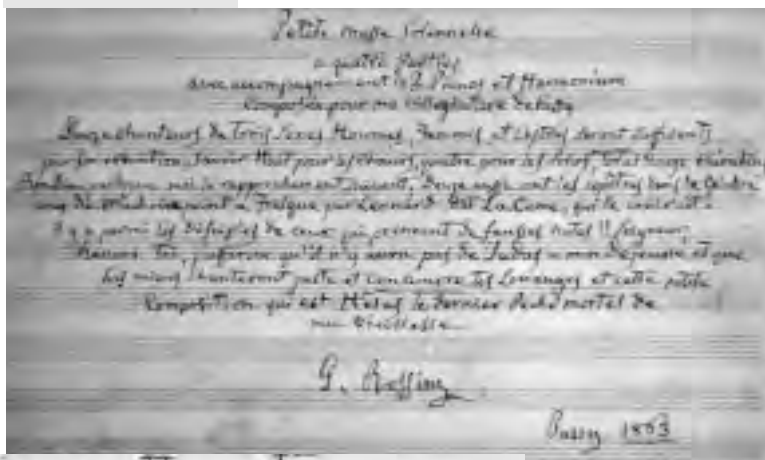 Petite messe solennelle
a quatre parties
avec accompagnement de 2 Pianos et Harmonium
Composée pour ma villégiature de Passy
Douze chanteurs de trois Sexes Hommes, Femmes, et Castrats seront suffisants
pour son exécution, savoir Huit pour les chœurs, quatre pour les Solos, total Douze chérubins
Bon Dieu pardonne moi le rapprochement suivant, Douze aussi sont les apôtres dans le Célèbre
coup de mâchoire peint a Fresque par Léonard dit La Cène, qui le croirait !
il y a parmi tes disciples de ceux qui prennent de fausses notes !! Seigneur,
Rassure Toi, j'affirme qu'il n'y aura pas de Judas a mon Déjeuner et que
les miens chanteront juste et con amore tes Louanges et cette petite
Composition qui est Hélas le dernier Péché mortel de
ma Vieillesse
G. Rossini
Passy 1863